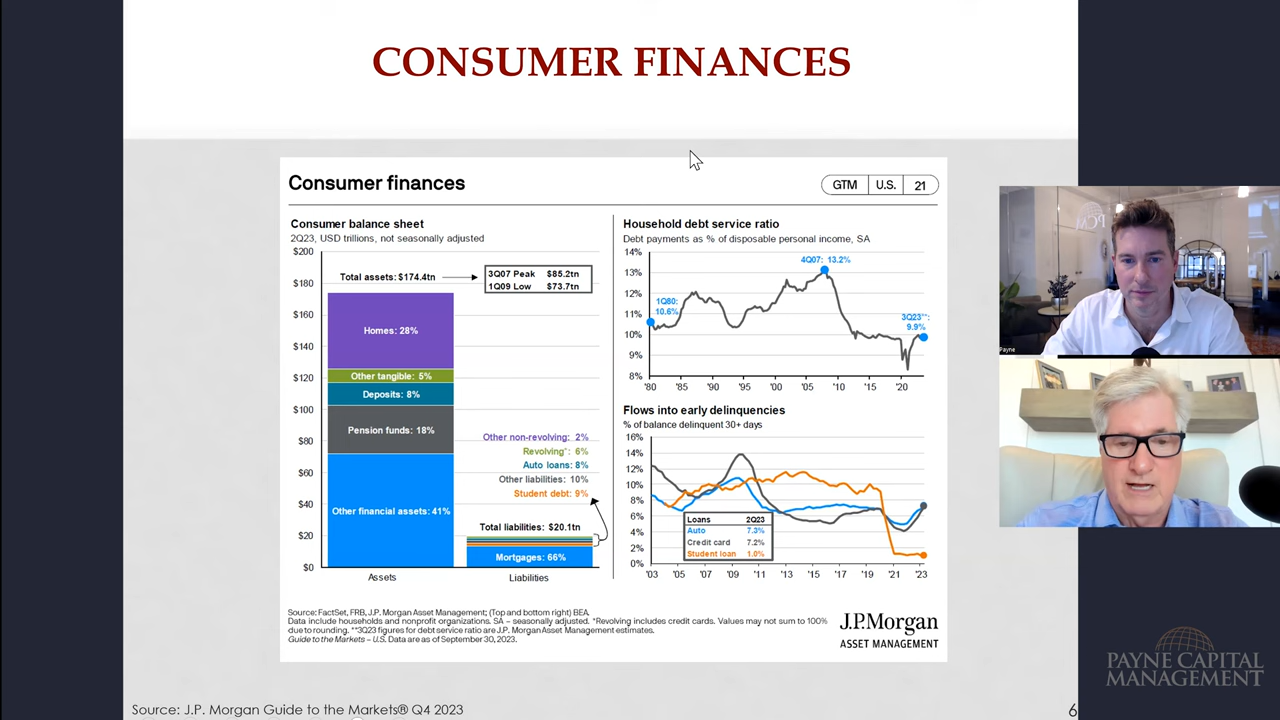 CONSUMER FINANCES
Consumer finances
GTM U.S. 21
Consumer balance sheet
2Q23, USD trillions, not seasonally adjusted
$200
$180
$160
$140
$120
$100
$80
$60
$40
$20
$0
Total assets: $174.4tn
3Q07 Peak $85.2tn
1Q09 Low $73.7tn
Homes: 28%
Other tangible: 5%
Deposits: 8%
Pension funds: 18%
Other financial assets: 41%
Other non-revolving: 2%
Revolving*: 6%
Auto loans: 8%
Other liabilities: 10%
Student debt: 9%
Total liabilities: $20.1tn
Mortgages: 66%
Assets
Liabilities
Household debt service ratio
Debt payments as % of disposable personal income, SA
14%
13%
12%
11%
10%
9%
8%
1Q80:
10.6%
4Q07: 13.2%
3Q23**:
9.9%
'80 '85 '90 '95 '00 '05 '10 '15 '20
Flows into early delinquencies
% of balance delinquent 30+ days
16%
14%
12%
10%
8%
6%
4%
2%
0%
Loans 2Q23
Auto 7.3%
Credit card 7.2%
Student loan 1.0%
'03 '05 '07 '09 '11 '13 '15 '17 '19 '21 '23
Source: FactSet, FRB, J.P. Morgan Asset Management; (Top and bottom right) BEA.
Data include households and nonprofit organizations. SA – seasonally adjusted. *Revolving includes credit cards. Values may not sum to 100%
due to rounding. **3Q23 figures for debt service ratio are J.P. Morgan Asset Management estimates.
Guide to the Markets – U.S. Data are as of September 30, 2023.
J.P.Morgan
ASSET MANAGEMENT
Payne
PAYNE CAPITAL
MANAGEMENT
Source: J.P. Morgan Guide to the Markets® Q4 2023
6